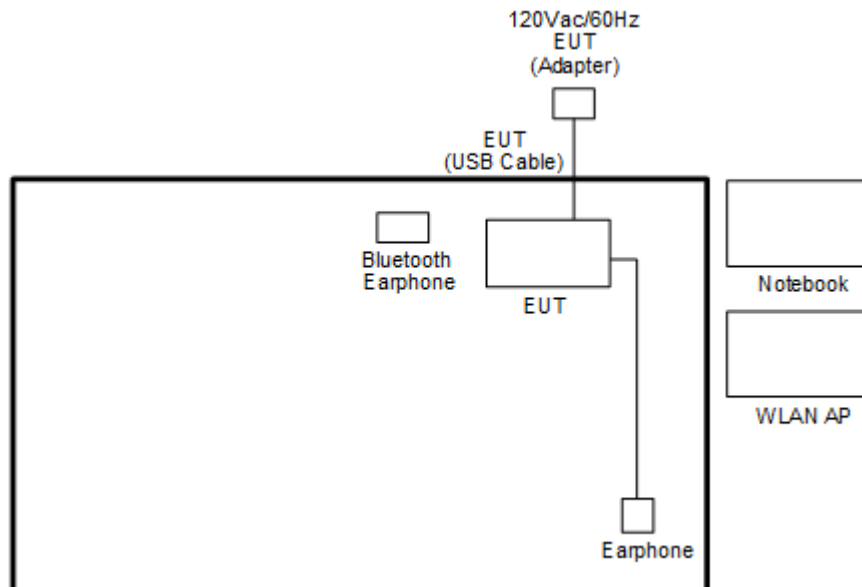 120Vac/60Hz
EUT
(Adapter)
EUT
(USB Cable)
Bluetooth
Earphone
EUT
Notebook
WLAN AP
Earphone